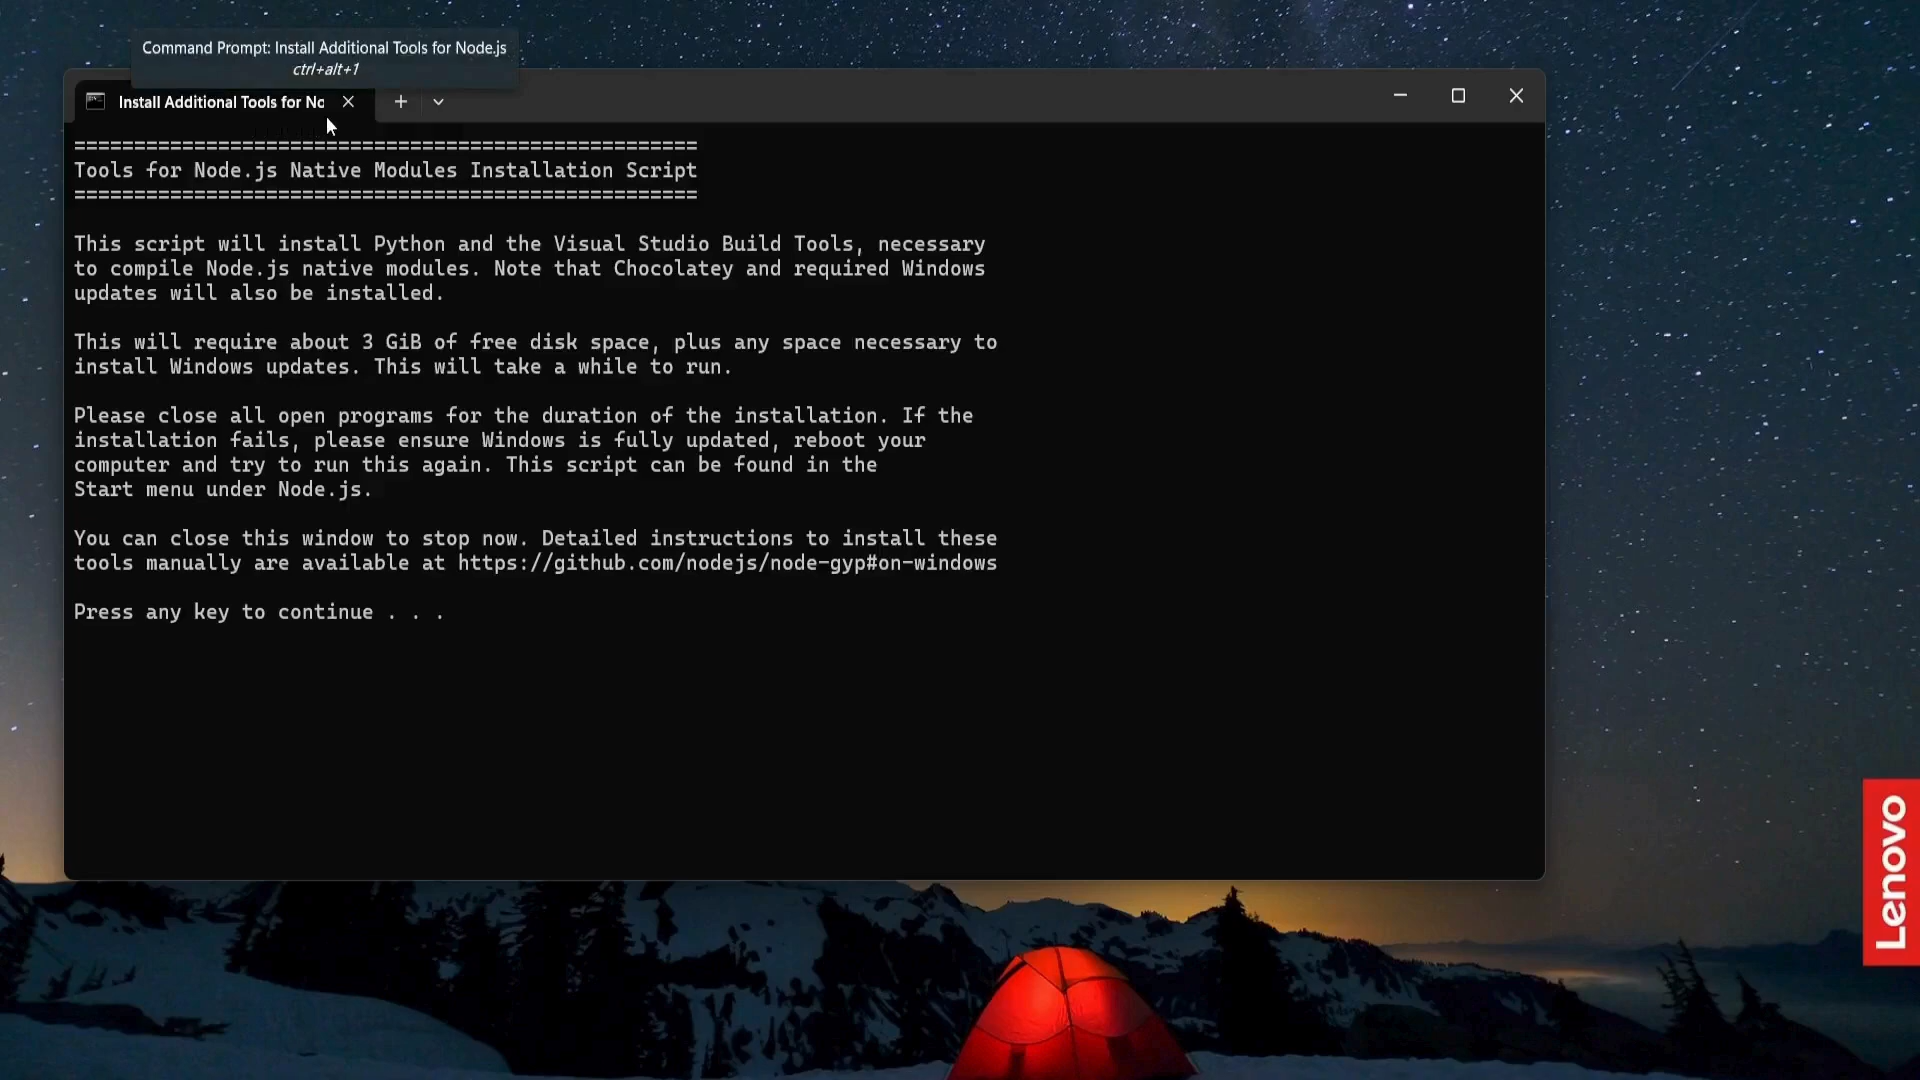 Command Prompt: Install Additional Tools for Node.js
ctrl+alt+1
Install Additional Tools for No
==================================================== 
Tools for Node.js Native Modules Installation Script
====================================================
This script will install Python and the Visual Studio Build Tools, necessary
to compile Node.js native modules. Note that Chocolatey and required Windows
updates will also be installed.
This will require about 3 GiB of free disk space, plus any space necessary to
install Windows updates. This will take a while to run.
Please close all open programs for the duration of the installation. If the
installation fails, please ensure Windows is fully updated, reboot your
computer and try to run this again. This script can be found in the
Start menu under Node.js.
You can close this window to stop now. Detailed instructions to install these
tools manually are available at https://github.com/nodejs/node-gyp#on-windows
Press any key to continue . . .
Lenovo